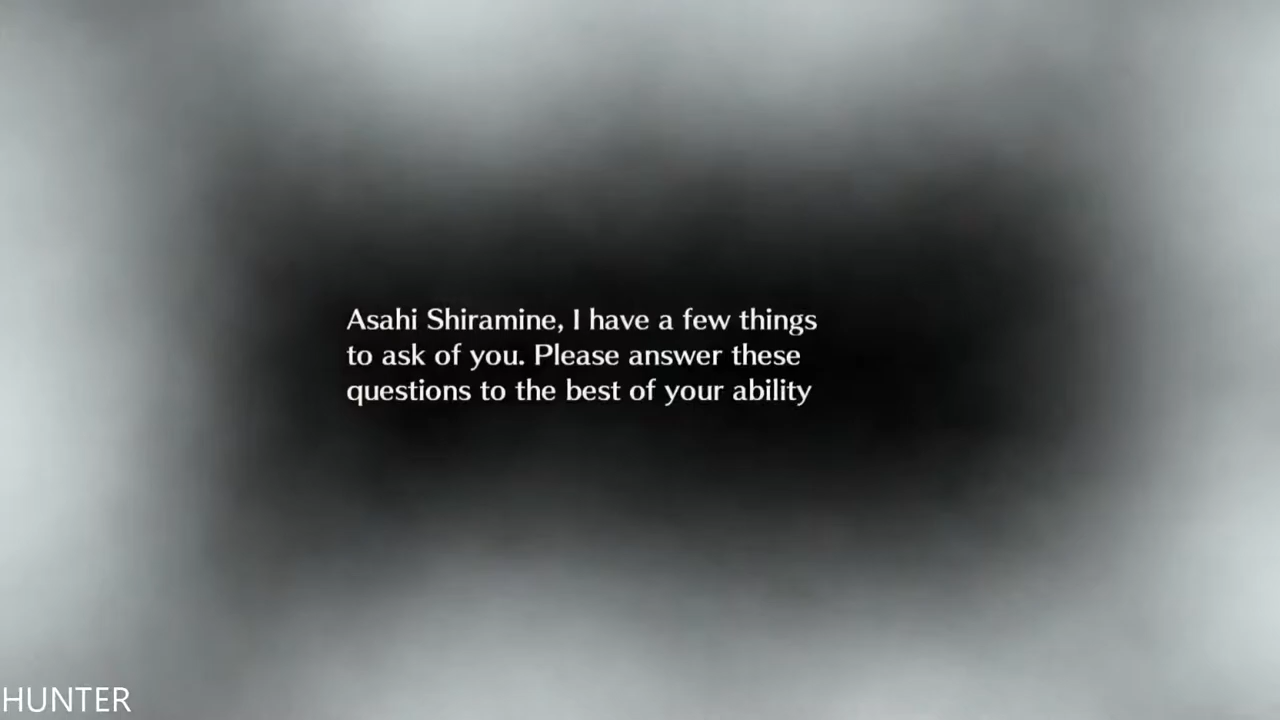 Asahi Shiramine, I have a few things
to ask of you. Please answer these
questions to the best of your ability
HUNTER